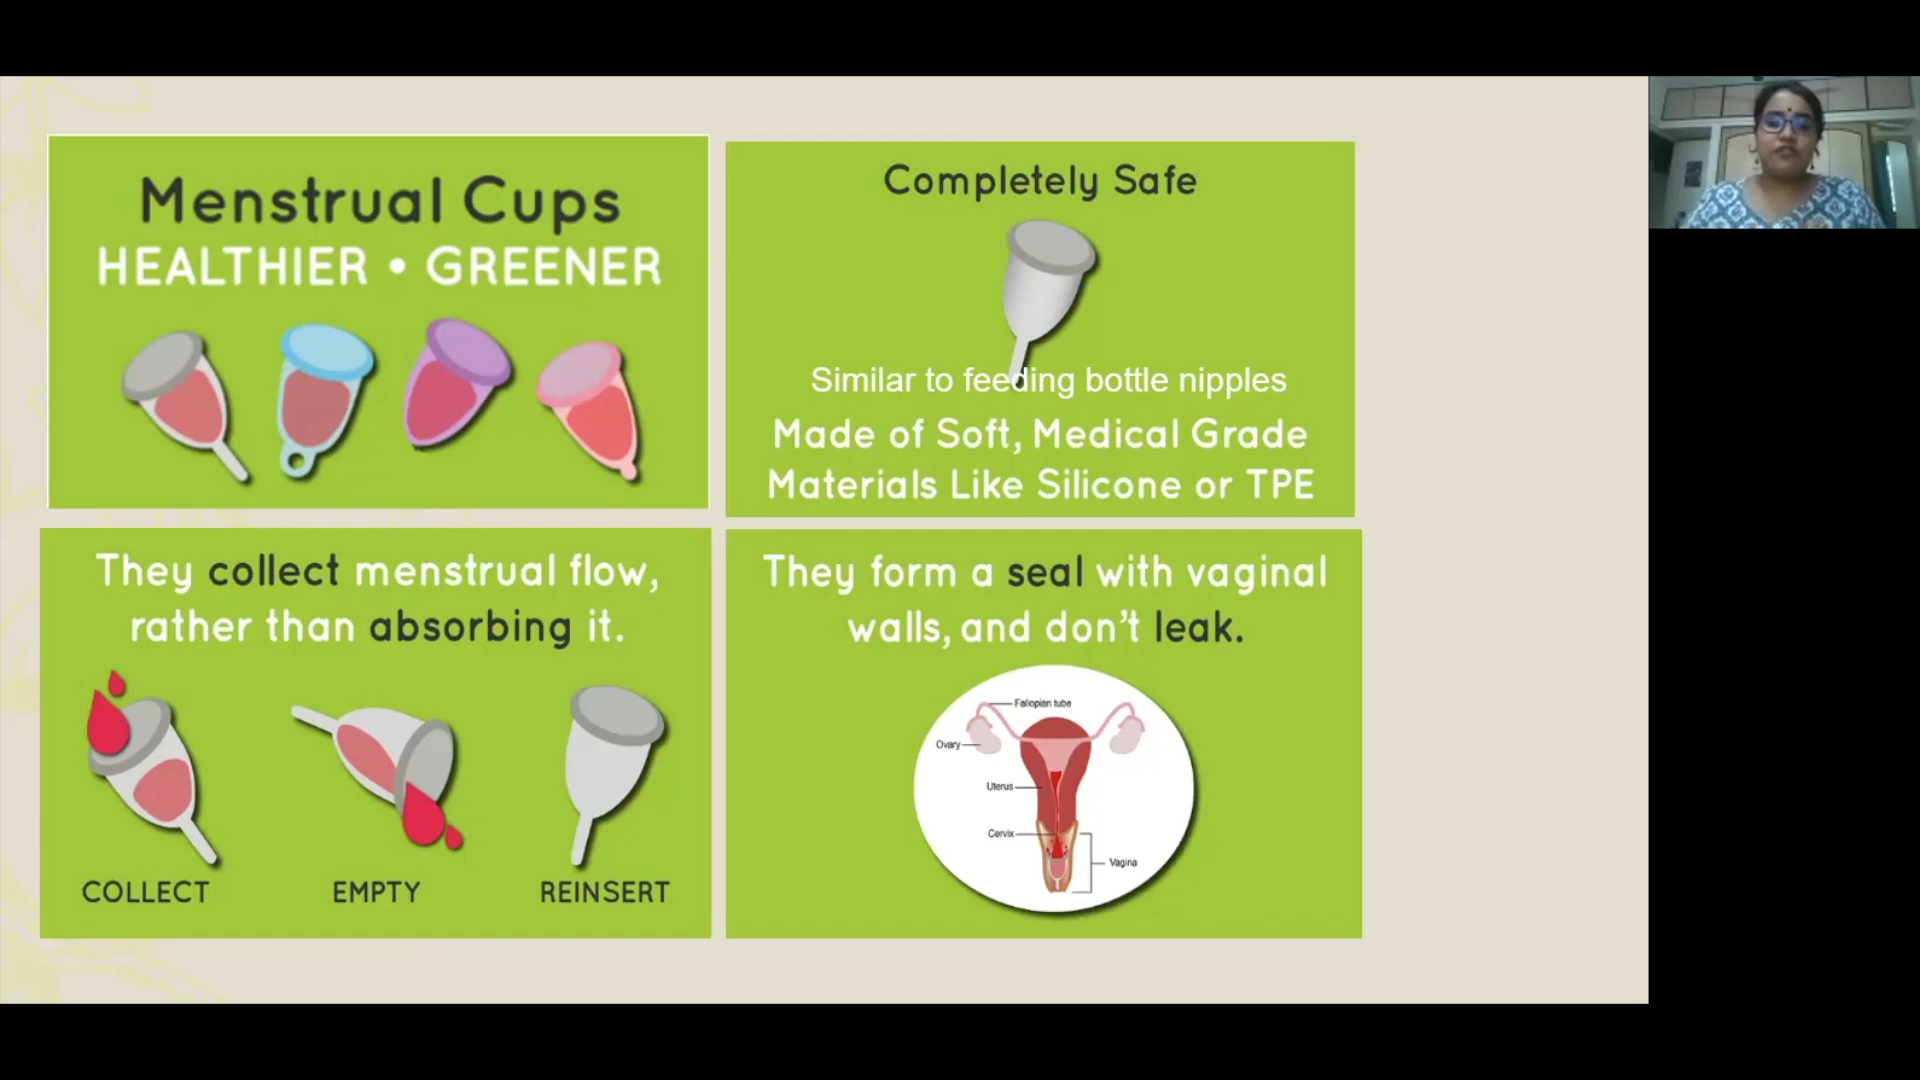 Menstrual Cups
HEALTHIER • GREENER
Completely Safe
Similar to feeding bottle nipples
Made of Soft, Medical Grade
Materials Like Silicone or TPE
They collect menstrual flow,
rather than absorbing it.
COLLECT
EMPTY
REINSERT
They form a seal with vaginal
walls, and don't leak.
Fallopian tube
Ovary
Uterus
Cervix
Vagina